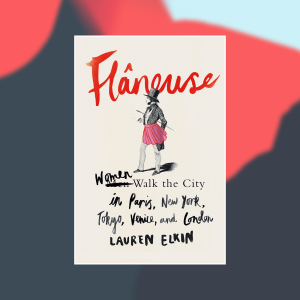 Flâneuse
Women
Walk the City
in Paris, New York,
Tokyo, Venice, and London
LAUREN ELKIN